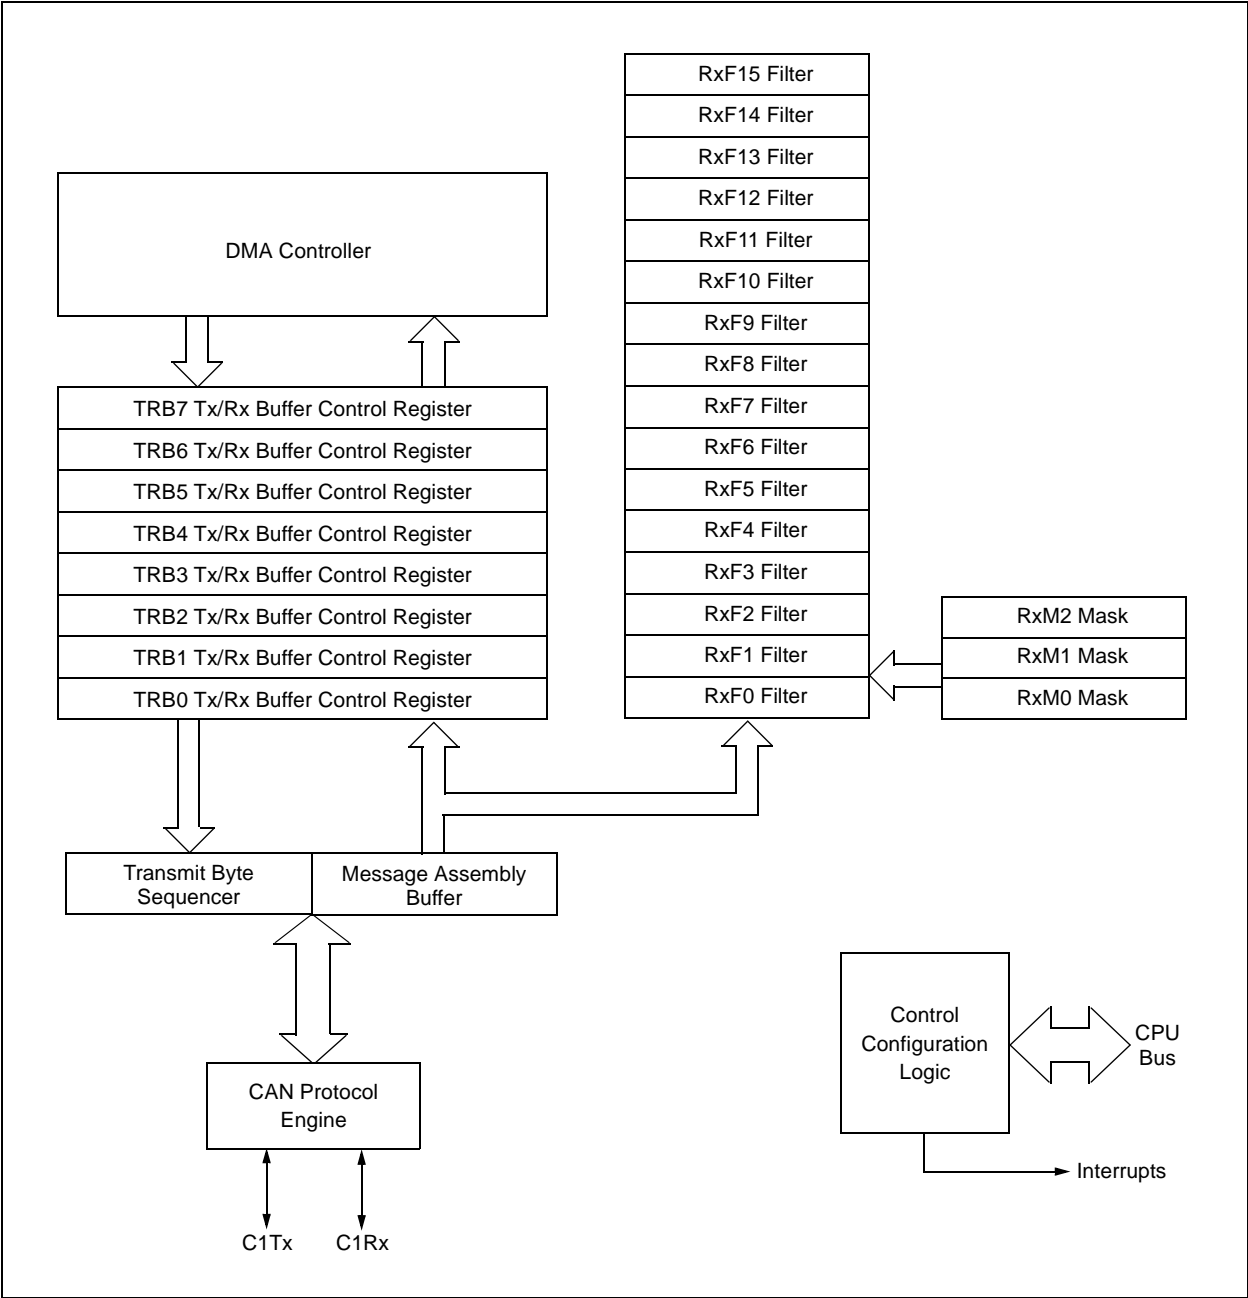 RxF15 Filter
RxF14 Filter
RxF13 Filter
RxF12 Filter
RxF11 Filter
RxF10 Filter
RxF9 Filter
RxF8 Filter
RxF7 Filter
RxF6 Filter
RxF5 Filter
RxF4 Filter
RxF3 Filter
RxF2 Filter
RxF1 Filter
RxF0 Filter
DMA Controller
TRB7 Tx/Rx Buffer Control Register
TRB6 Tx/Rx Buffer Control Register
TRB5 Tx/Rx Buffer Control Register
TRB4 Tx/Rx Buffer Control Register
TRB3 Tx/Rx Buffer Control Register
TRB2 Tx/Rx Buffer Control Register
TRB1 Tx/Rx Buffer Control Register
TRB0 Tx/Rx Buffer Control Register
RxM2 Mask
RxM1 Mask
RxM0 Mask
Transmit Byte
Sequencer
Message Assembly
Buffer
CAN Protocol
Engine
C1Tx
C1Rx
Control
Configuration
Logic
CPU
Bus
Interrupts